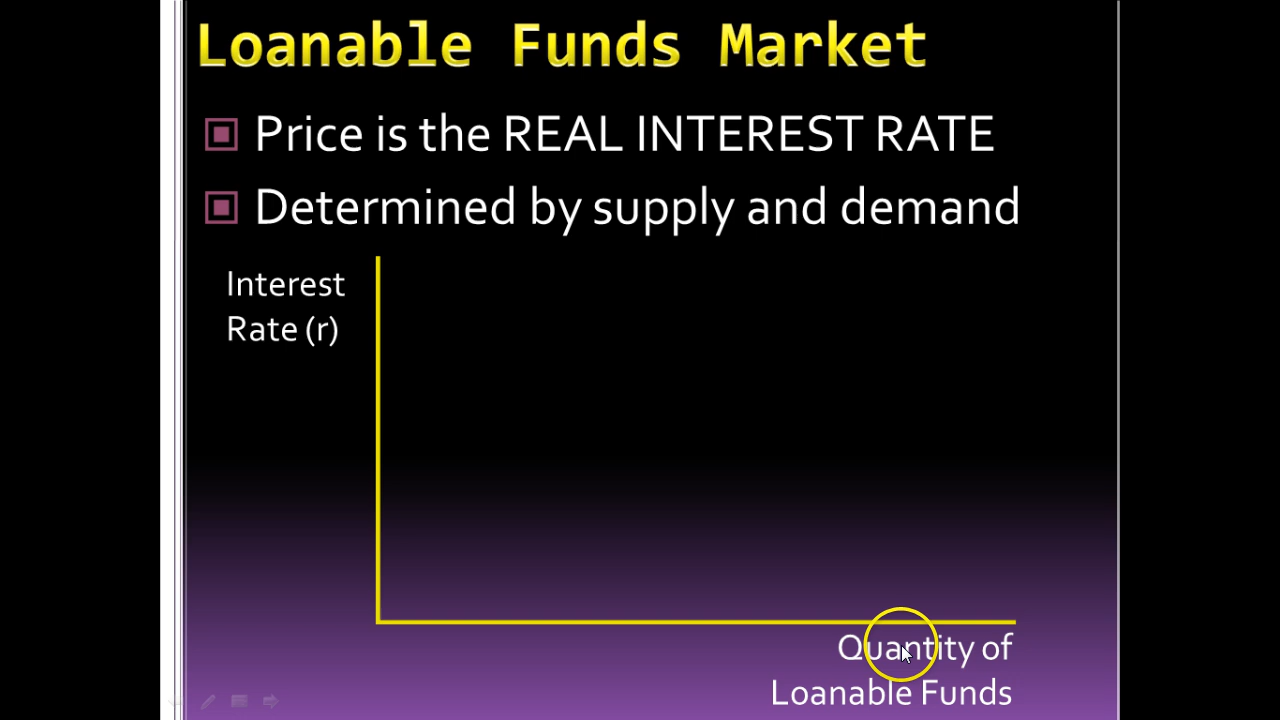 Loanable Funds Market
Price is the REAL INTEREST RATE
Determined by supply and demand
Interest
Rate (r)
Quantity of
Loanable Funds